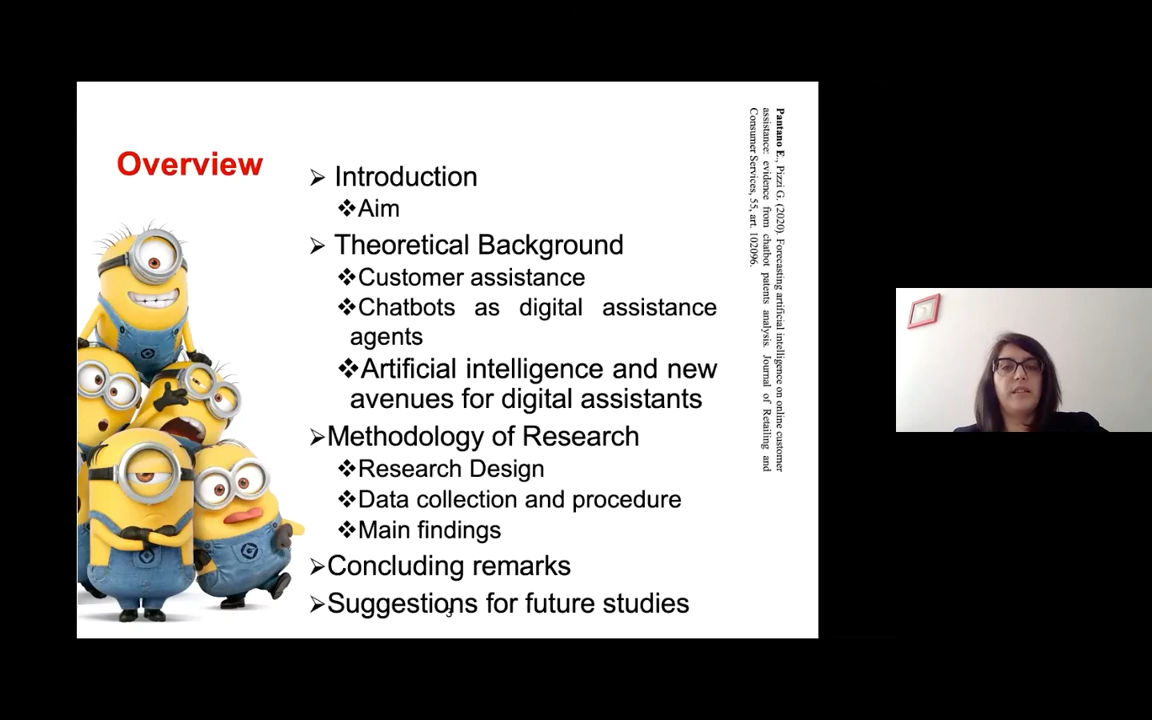 Overview
➢ Introduction
❖Aim
➢ Theoretical Background
❖Customer assistance
❖Chatbots as digital assistance
agents
❖Artificial intelligence and new
avenues for digital assistants
➢Methodology of Research
❖Research Design
❖Data collection and procedure
❖Main findings
➢Concluding remarks
➢Suggestions for future studies
Pantano E., Pizzi G. (2020). Forecasting artificial intelligence on online customer
assistance: evidence from chatbot patents analysis. Journal of Retailing and
Consumer Services, 55, art. 102096.